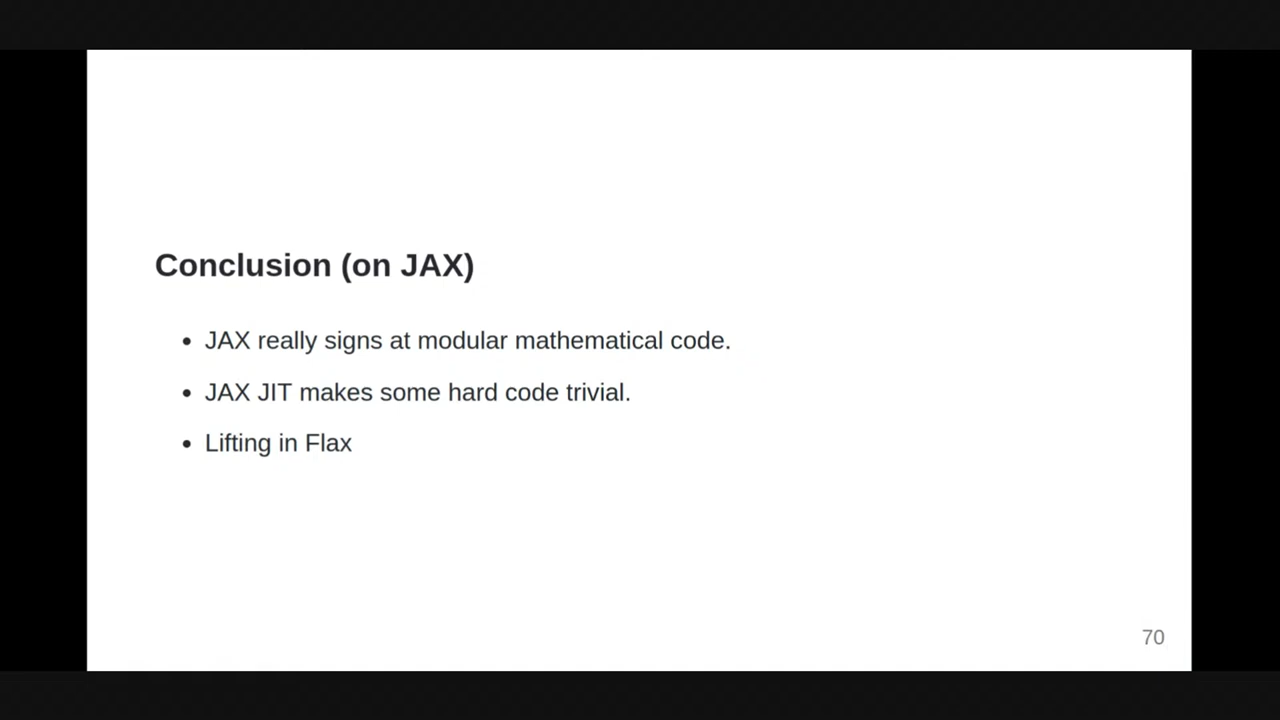 Conclusion (on JAX)
• JAX really signs at modular mathematical code.
• JAX JIT makes some hard code trivial.
• Lifting in Flax
70